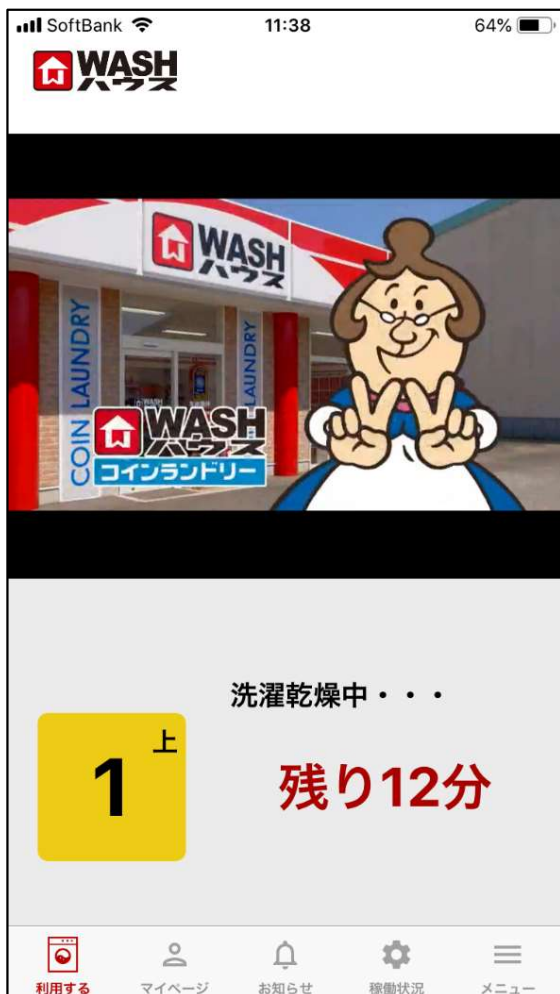 SoftBank 11:38 64%
WASH
ハウス
WASH
ハウス
COIN LAUNDRY
LAUNDRY
WASH
ハウス
コインランドリー
洗濯乾燥中・・・
1 上
残り12分
利用する マイページ お知らせ 稼働状況 メニュー